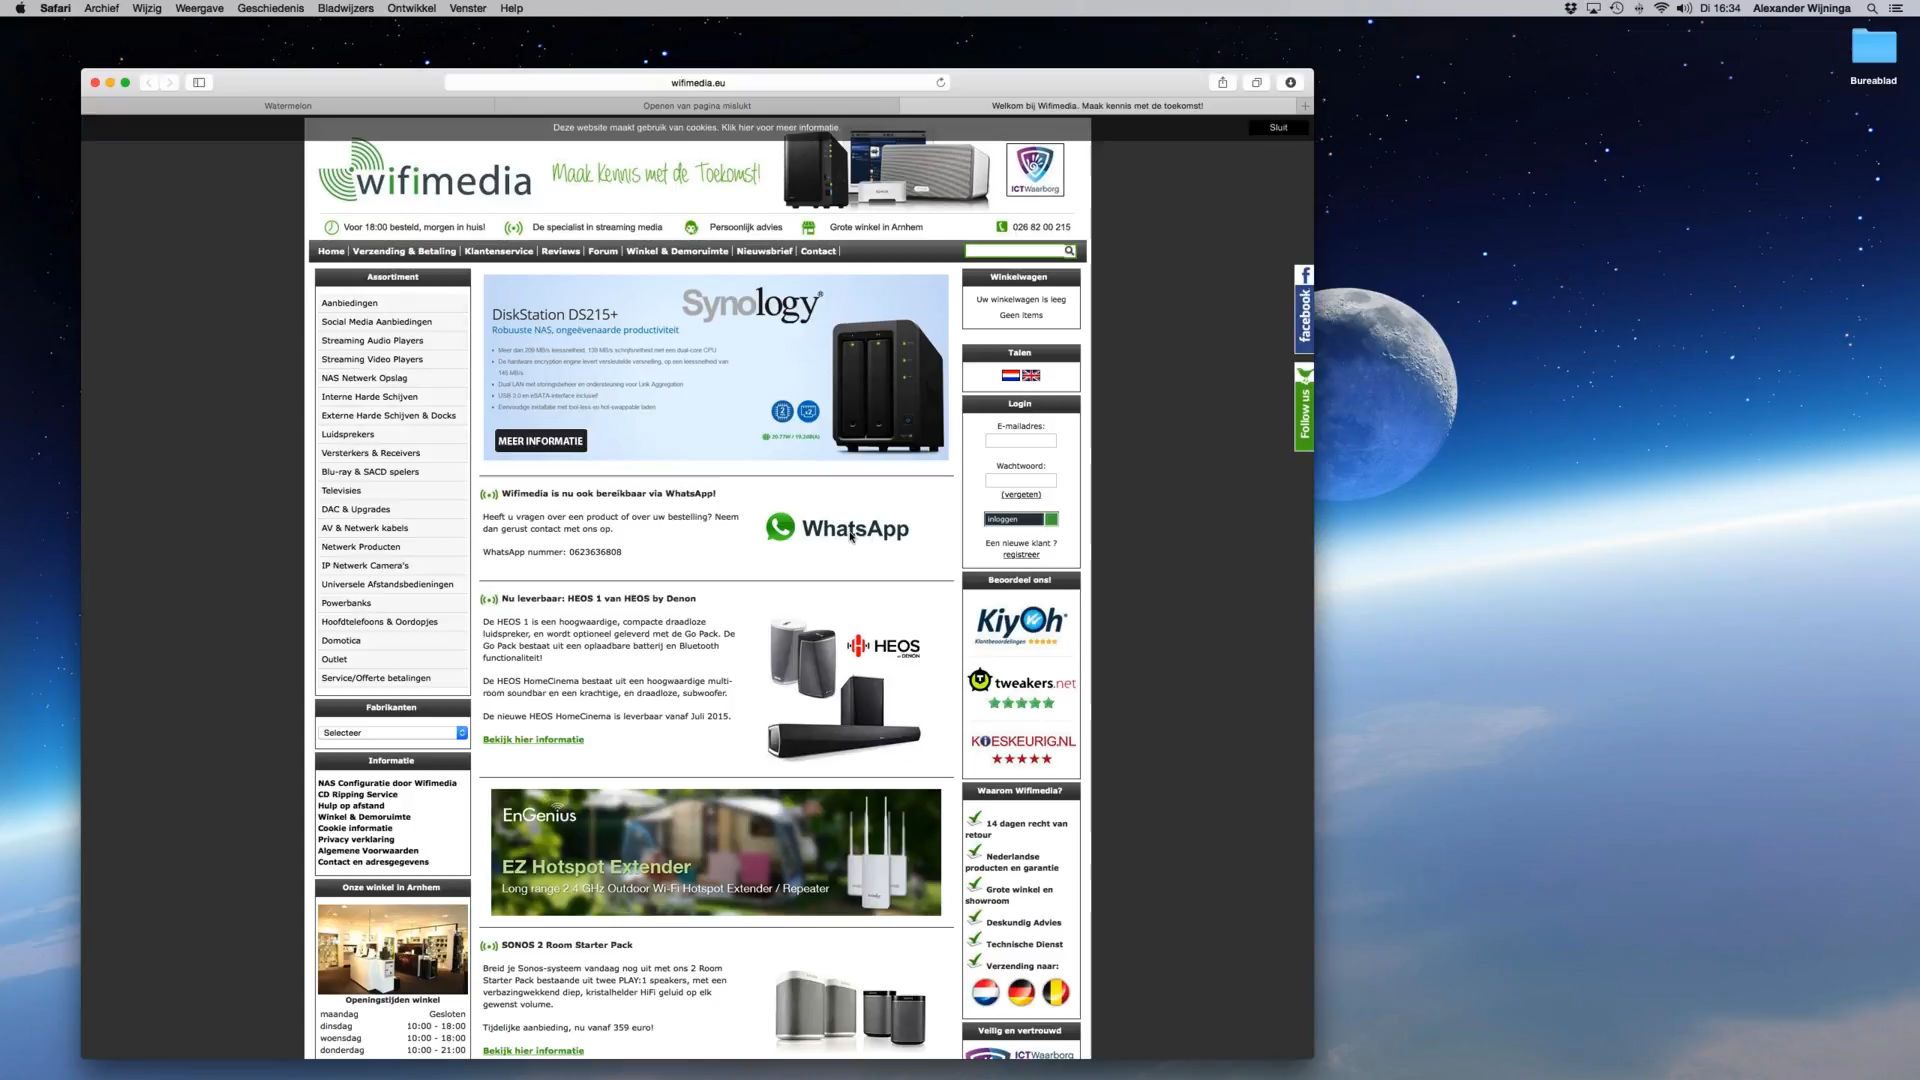 Safari Archief Wijzig Weergave Geschiedenis Bladwijzers Ontwikkel Venster Help
Di 16:34 Alexander Wijninga
Bureablad
wifimedia.eu
Watermelon
Openen van pagina mislukt
Welkom bij Wifimedia. Maak kennis met de toekomst!
Deze website maakt gebruik van cookies. Klik hier voor meer informatie.
Sluit
wifimedia
Maak kennis met de Toekomst!
ICTWaarborg
Voor 18:00 besteld, morgen in huis!
De specialist in streaming media
Persoonlijk advies
Grote winkel in Arnhem
026 82 00 215
Home | Verzending & Betaling | Klantenservice | Reviews | Forum | Winkel & Demoruimte | Nieuwsbrief | Contact |
Assortiment
Aanbiedingen
Social Media Aanbiedingen
Streaming Audio Players
Streaming Video Players
NAS Netwerk Opslag
Interne Harde Schijven
Externe Harde Schijven & Docks
Luidsprekers
Versterkers & Receivers
Blu-ray & SACD spelers
Televisies
DAC & Upgrades
AV & Netwerk kabels
Netwerk Producten
IP Netwerk Camera's
Universele Afstandsbedieningen
Powerbanks
Hoofdtelefoons & Oordopjes
Domotica
Outlet
Service/Offerte betalingen
Fabrikanten
Selecteer
Informatie
NAS Configuratie door Wifimedia
CD Ripping Service
Hulp op afstand
Winkel & Demoruimte
Cookie informatie
Privacy verklaring
Algemene Voorwaarden
Contact en adresgegevens
Onze winkel in Arnhem
Openingstijden winkel
maandag Gesloten
dinsdag 10:00 - 18:00
woensdag 10:00 - 18:00
donderdag 10:00 - 21:00
Synology
DiskStation DS215+
Robuuste NAS, ongeëvenaarde productiviteit
Meer dan 209 MB/s leessnelheid, 139 MB/s schrijfsnelheid met een dual-core CPU
De hardware encryption engine levert versleutelde versnelling, op een leessnelheid van
145 MB/s
Dual LAN met storingsbeheer en ondersteuning voor Link Aggregation
USB 3.0 en eSATA-interface inclusief
Eenvoudige installatie met tool-less en hot-swappable laden
MEER INFORMATIE
Wifimedia is nu ook bereikbaar via WhatsApp!
Heeft u vragen over een product of over uw bestelling? Neem
dan gerust contact met ons op.
WhatsApp nummer: 0623636808
WhatsApp
Nu leverbaar: HEOS 1 van HEOS by Denon
De HEOS 1 is een hoogwaardige, compacte draadloze
luidspreker, en wordt optioneel geleverd met de Go Pack. De
Go Pack bestaat uit een oplaadbare batterij en Bluetooth
functionaliteit!
De HEOS HomeCinema bestaat uit een hoogwaardige multi-
room soundbar en een krachtige, en draadloze, subwoofer.
De nieuwe HEOS HomeCinema is leverbaar vanaf Juli 2015.
Bekijk hier informatie
HEOS
EnGenius
EZ Hotspot Extender
Long range 2.4 GHz Outdoor Wi-Fi Hotspot Extender / Repeater
SONOS 2 Room Starter Pack
Breid je Sonos-systeem vandaag nog uit met ons 2 Room
Starter Pack bestaande uit twee PLAY:1 speakers, met een
verbazingwekkend diep, kristalhelder HiFi geluid op elk
gewenst volume.
Tijdelijke aanbieding, nu vanaf 359 euro!
Bekijk hier informatie
Winkelwagen
Uw winkelwagen is leeg
Geen items
Talen
Login
E-mailadres:
Wachtwoord:
(vergeten)
inloggen
Een nieuwe klant ?
registreer
Beoordeel ons!
KiyOh
Klantbeoordelingen
tweakers.net
KIESKEURIG.NL
Waarom Wifimedia?
14 dagen recht van
retour
Nederlandse
producten en garantie
Grote winkel en
showroom
Deskundig Advies
Technische Dienst
Verzending naar:
Veilig en vertrouwd
ICTWaarborg
facebook
Follow us